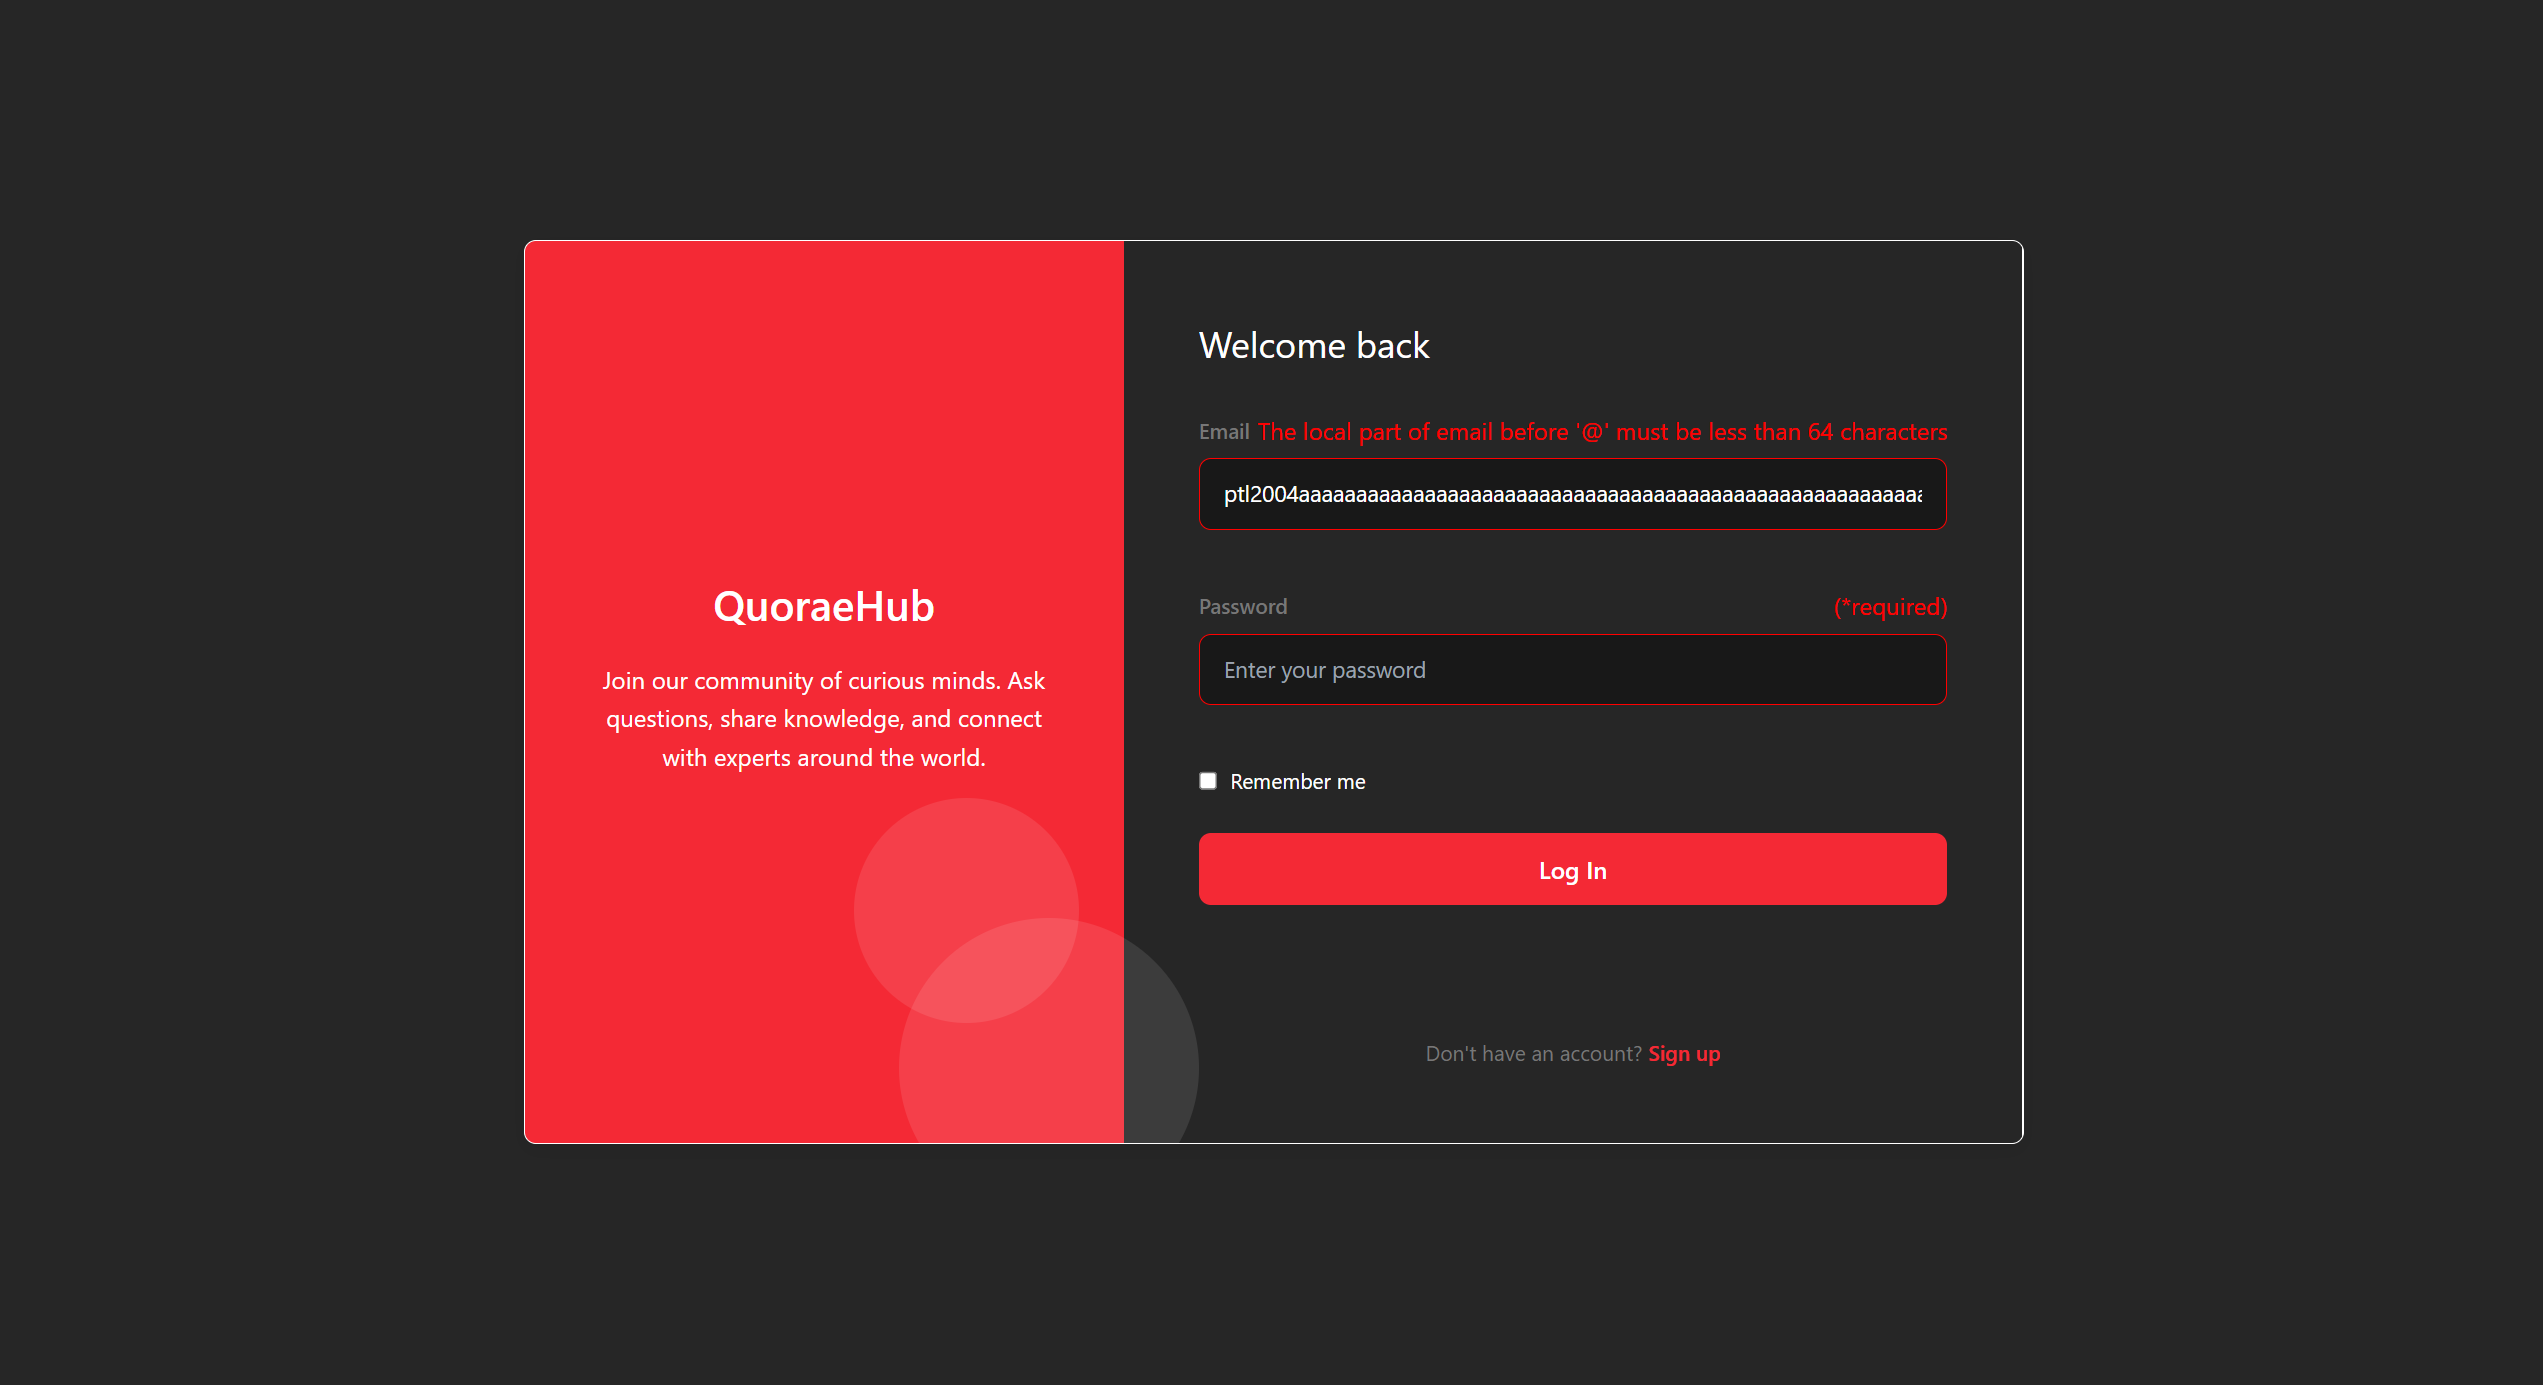 QuoraeHub
Join our community of curious minds. Ask
questions, share knowledge, and connect
with experts around the world.
Welcome back
Email The local part of email before '@' must be less than 64 characters
ptl2004aaaaaaaaaaaaaaaaaaaaaaaaaaaaaaaaaaaaaaaaaaaaaaaaaaaaaaa
Password (*required)
Enter your password
Remember me
Log In
Don't have an account? Sign up